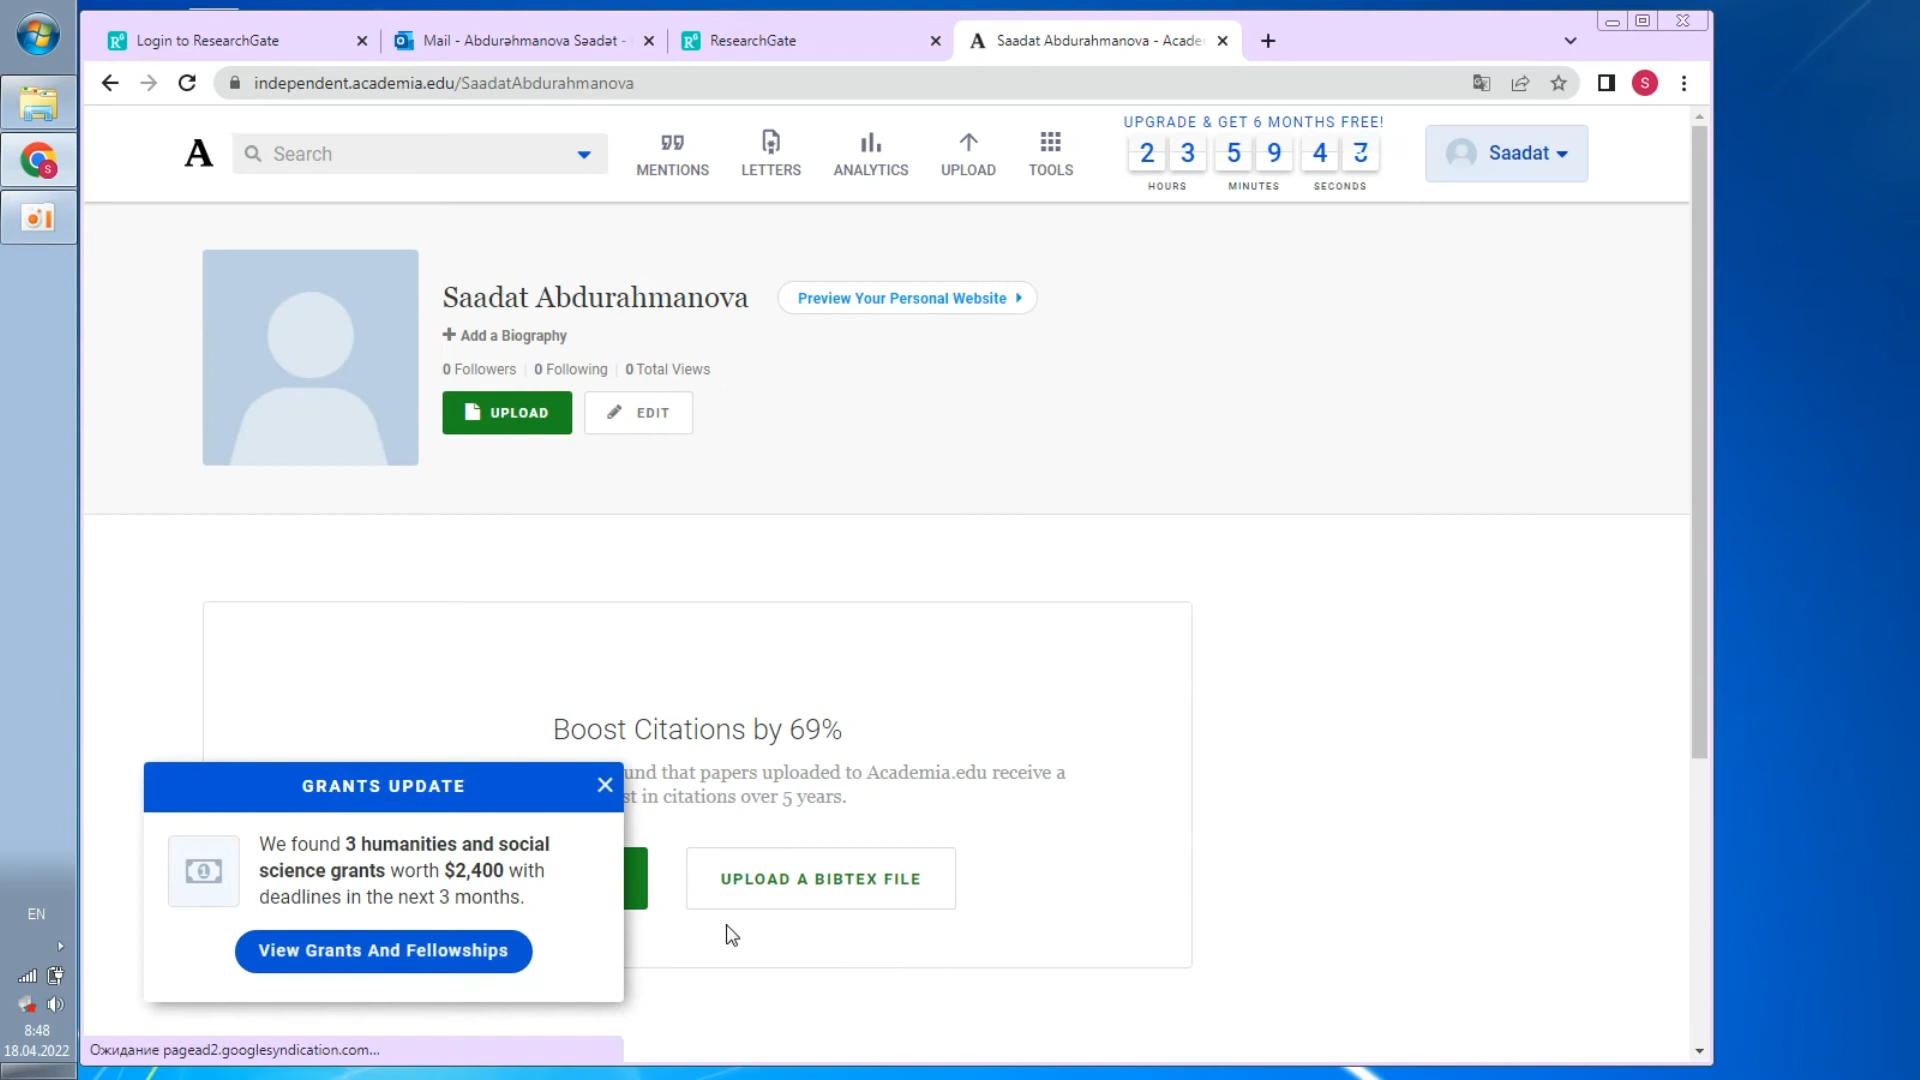 Login to ResearchGate
Mail - Abdurəhmanova Səadət -
ResearchGate
Saadat Abdurahmanova - Acade
independent.academia.edu/SaadatAbdurahmanova
S
A
Search
MENTIONS
LETTERS
ANALYTICS
UPLOAD
TOOLS
UPGRADE & GET 6 MONTHS FREE!
2 3 5 9 4
HOURS MINUTES SECONDS
Saadat
Saadat Abdurahmanova
Preview Your Personal Website
Add a Biography
0 Followers | 0 Following | 0 Total Views
UPLOAD
EDIT
Boost Citations by 69%
und that papers uploaded to Academia.edu receive a
st in citations over 5 years.
UPLOAD A BIBTEX FILE
GRANTS UPDATE
We found 3 humanities and social
science grants worth $2,400 with
deadlines in the next 3 months.
View Grants And Fellowships
EN
8:48
18.04.2022
Ожидание pagead2.googlesyndication.com...